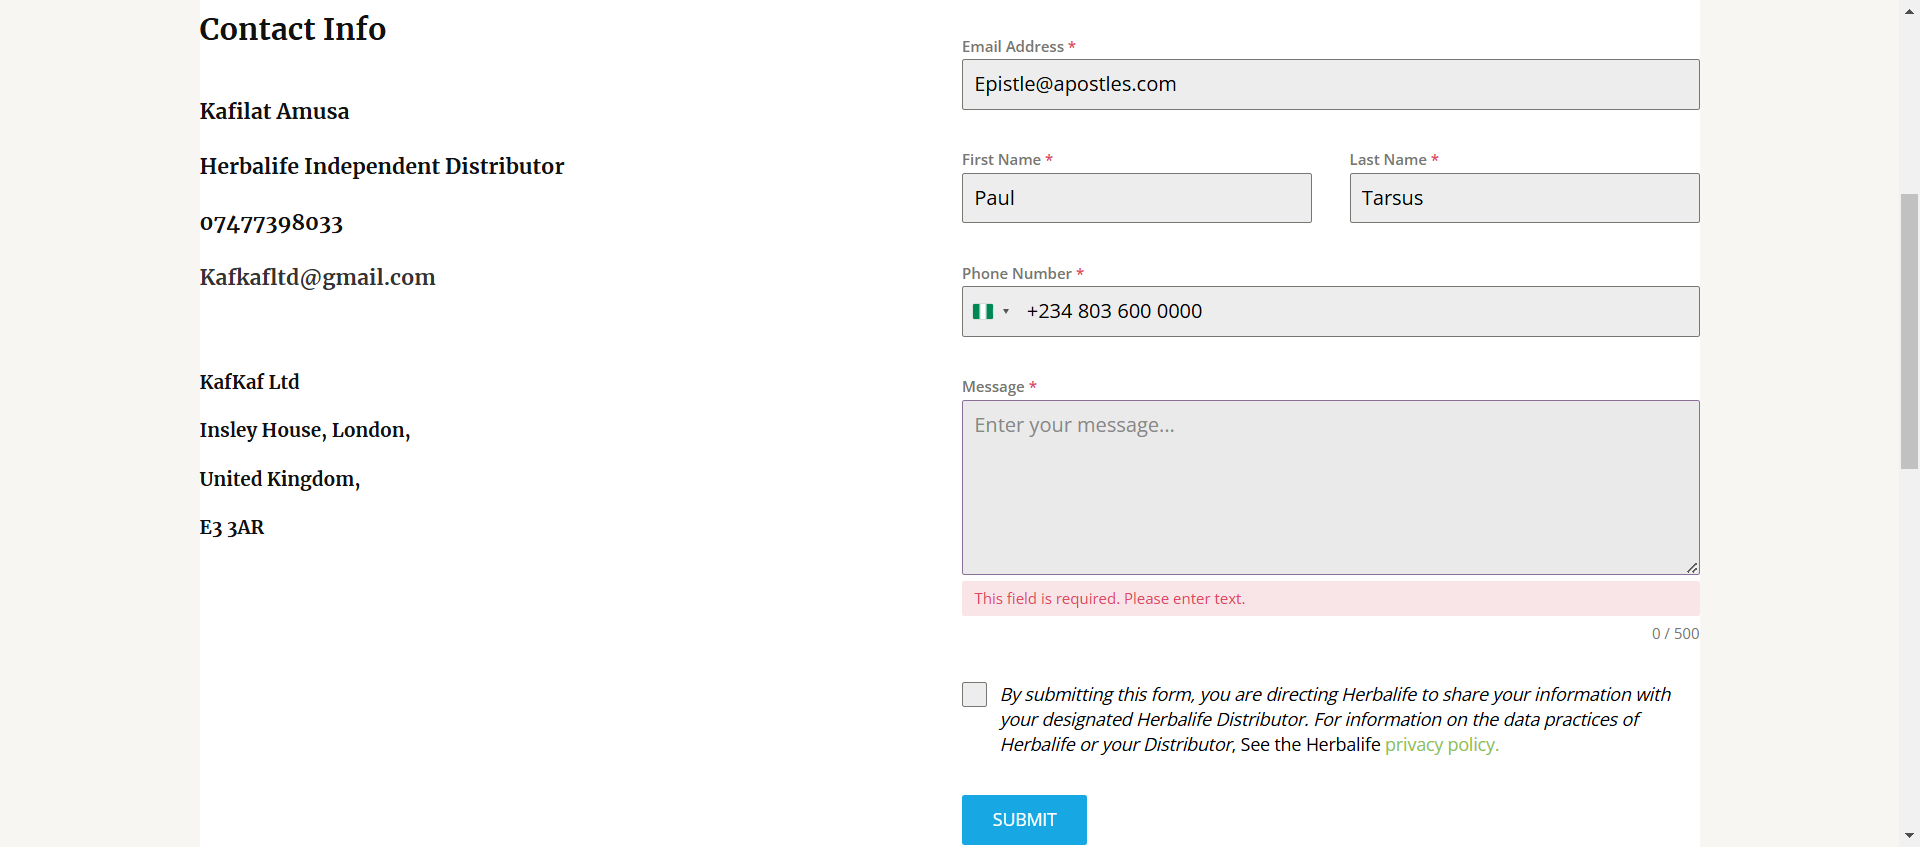 Contact Info
Kafilat Amusa
Herbalife Independent Distributor
07477398033
Kafkafltd@gmail.com
KafKaf Ltd
Insley House, London,
United Kingdom,
E3 3AR
Email Address *
Epistle@apostles.com
First Name *
Last Name *
Paul
Tarsus
Phone Number *
+234 803 600 0000
Message *
Enter your message...
This field is required. Please enter text.
0 / 500
By submitting this form, you are directing Herbalife to share your information with
your designated Herbalife Distributor. For information on the data practices of
Herbalife or your Distributor, See the Herbalife privacy policy.
SUBMIT